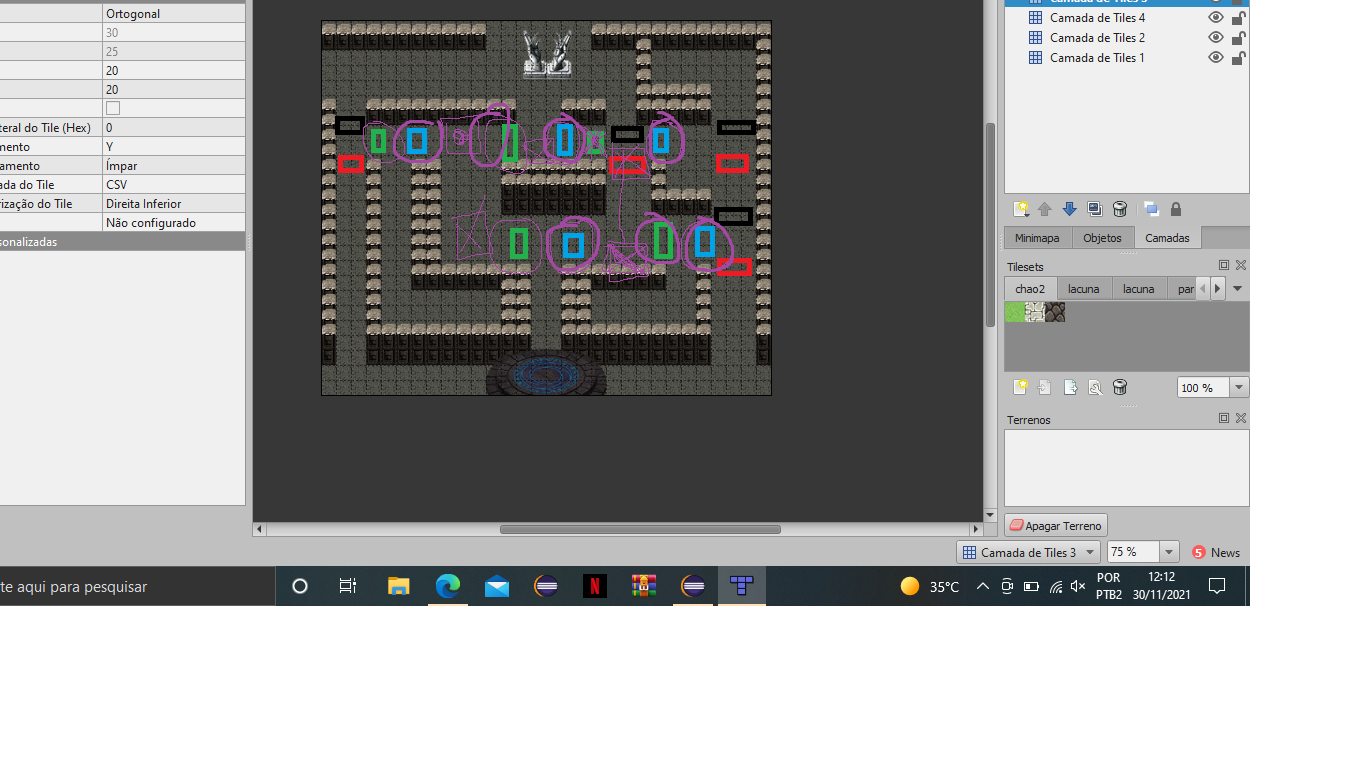 Ortogonal
30
25
20
20
teral do Tile (Hex) 0
mento Y
amento Ímpar
ada do Tile CSV
rização do Tile Direita Inferior
Não configurado
sonalizadas
Camada de Tiles 4
Camada de Tiles 2
Camada de Tiles 1
Minimapa Objetos Camadas
Tilesets
chao2 lacuna lacuna par
100 %
Terrenos
Apagar Terreno
Camada de Tiles 3 75 % 5 News
te aqui para pesquisar
35°C
POR
PTB2
12:12
30/11/2021